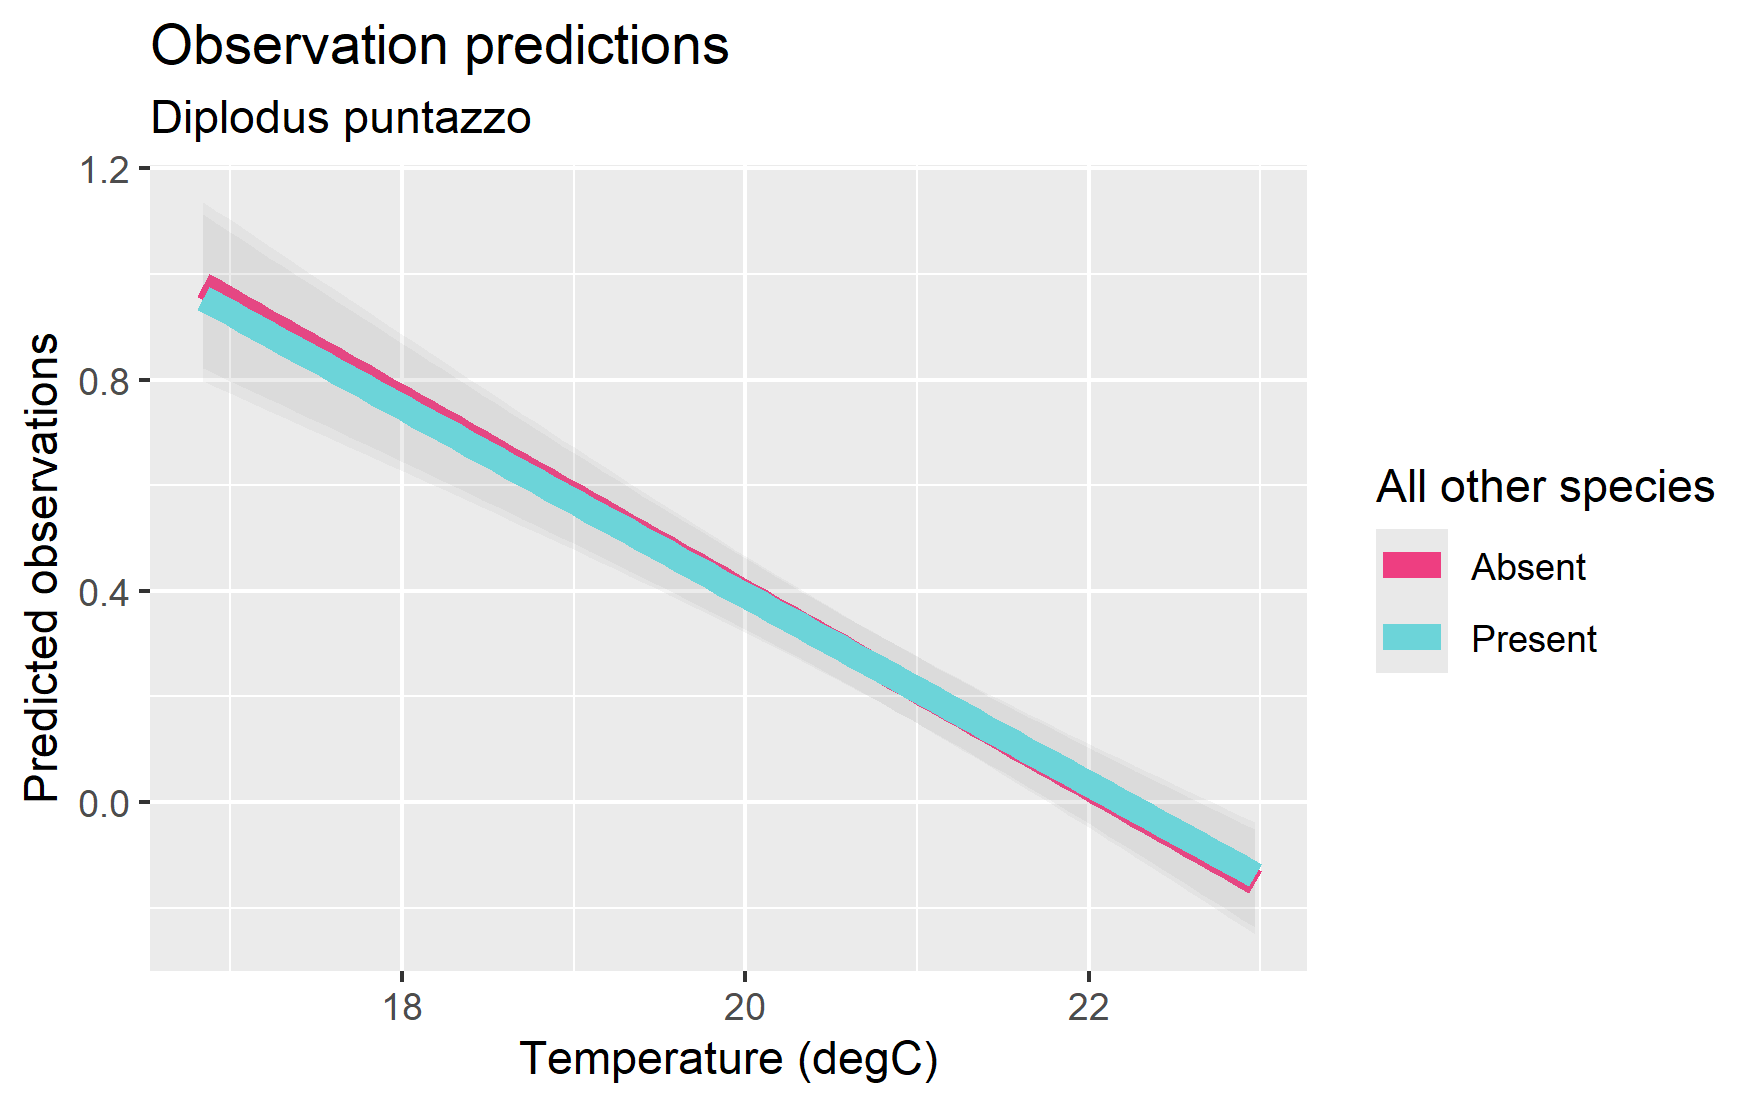 Observation predictions
Diplodus puntazzo
1.2
0.8
0.4
0.0
Predicted observations
18 20 22
Temperature (degC)
All other species
Absent
Present